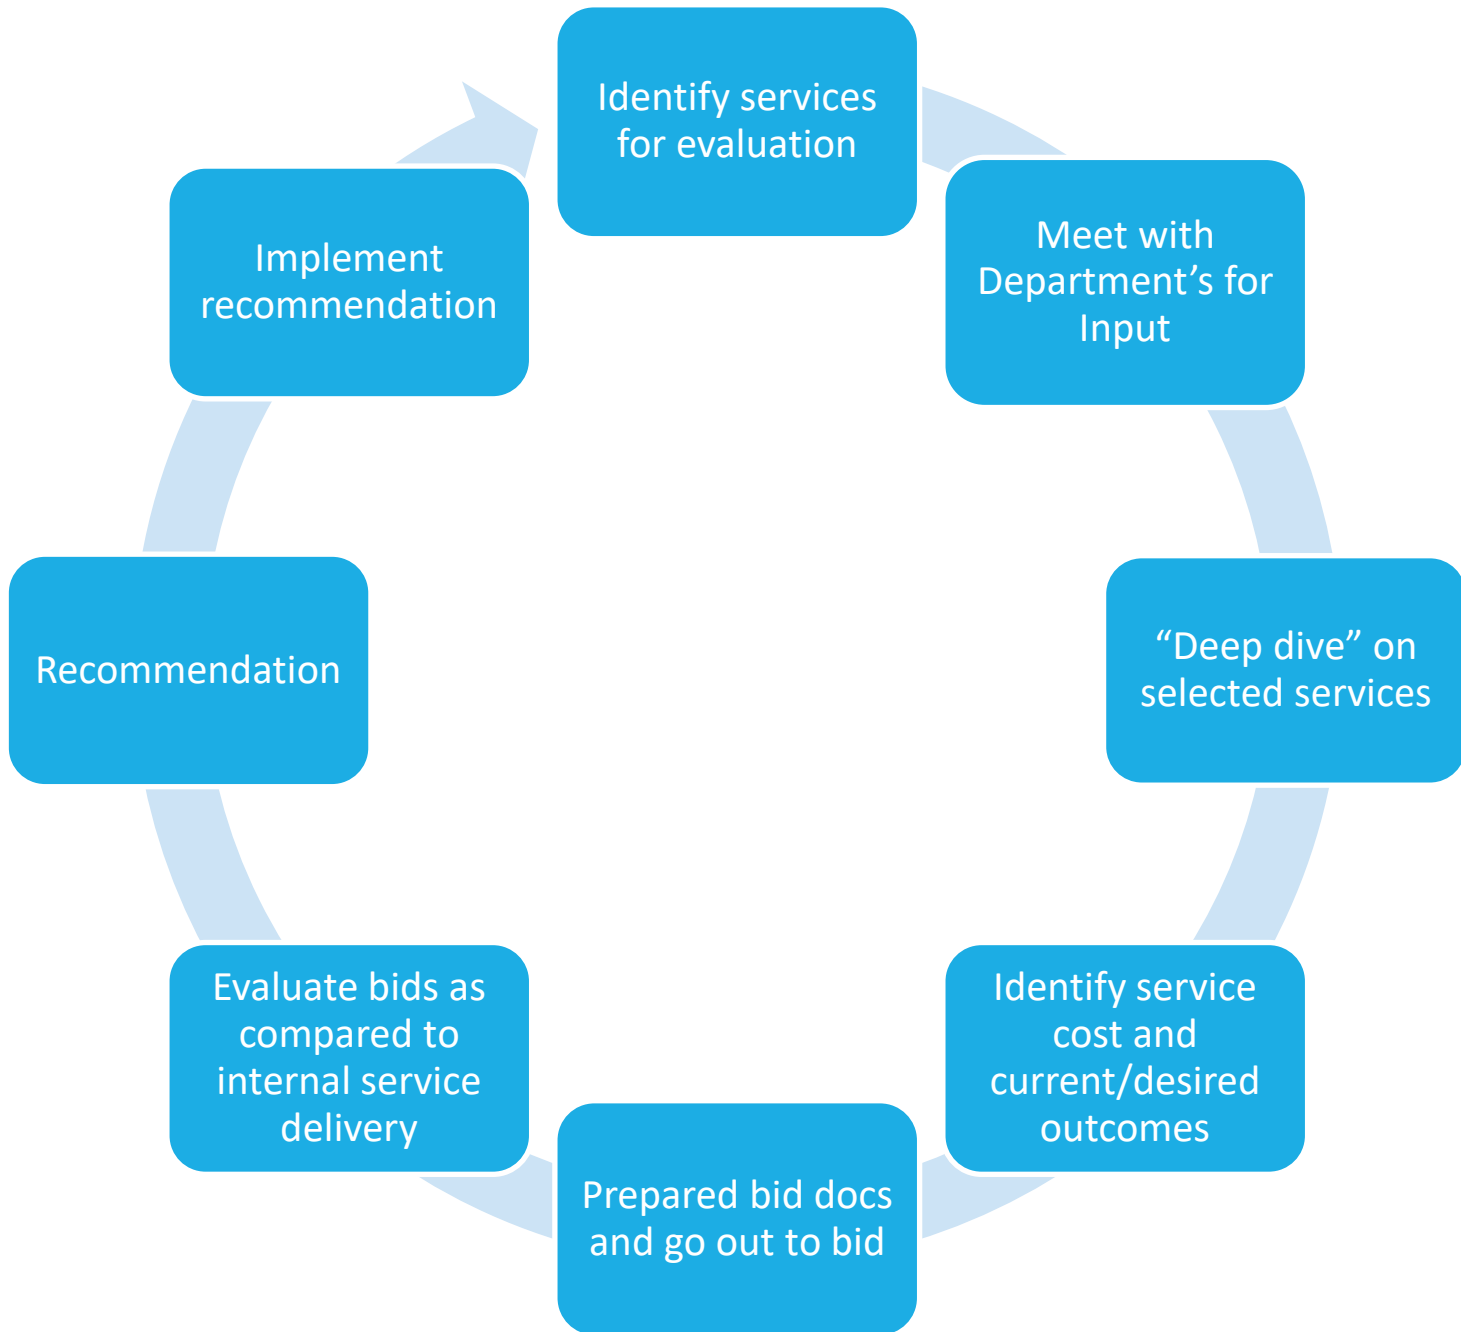 Identify services
for evaluation
Meet with
Department’s for
Input
“Deep dive” on
selected services
Identify service
cost and
current/desired
outcomes
Prepared bid docs
and go out to bid
Evaluate bids as
compared to
internal service
delivery
Recommendation
Implement
recommendation